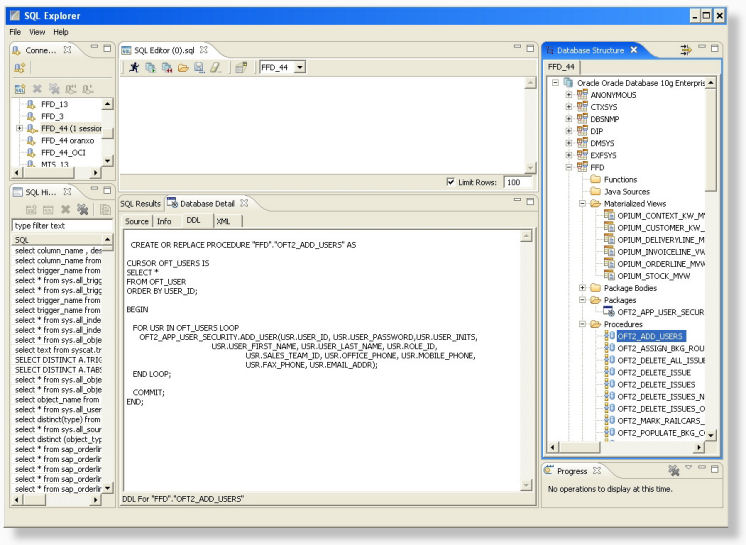 SQL Explorer
File View Help
Conne...
FFD_13
FFD_3
FFD_44 (1 session
FFD_44 oranxo
FFD_44_OCI
MTS_13
SQL Hi...
type filter text
SQL
select column_name , des
select column_name from
select trigger_name from
select * from sys.all_trigg
select * from sys.all_trigg
select trigger_name from
select trigger_name from
select * from sys.all_inde
select * from sys.all_inde
select * from sys.all_obje
select text from syscat.tr
SELECT DISTINCT A.TRIG
SELECT DISTINCT A.TABS
select * from sys.all_obje
select * from sys.all_obje
select object_name from
select * from sys.all_user
select distinct(type) from
select * from sys.all_sour
select distinct (object_typ
select * from sap_orderlir
select * from sap_orderlir
select * from sap_orderlir
select * from sap_orderlir
select * from sap_orderlir
SQL Editor (0).sql
FFD_44
Limit Rows: 100
SQL Results Database Detail
Source Info DDL XML
CREATE OR REPLACE PROCEDURE "FFD"."OFT2_ADD_USERS" AS
CURSOR OFT_USERS IS
SELECT *
FROM OFT_USER
ORDER BY USER_ID;
BEGIN
FOR USR IN OFT_USERS LOOP
OFT2_APP_USER_SECURITY.ADD_USER(USR.USER_ID, USR.USER_PASSWORD,USR.USER_INITS,
USR.USER_FIRST_NAME, USR.USER_LAST_NAME, USR.ROLE_ID,
USR.SALES_TEAM_ID, USR.OFFICE_PHONE, USR.MOBILE_PHONE,
USR.FAX_PHONE, USR.EMAIL_ADDR);
END LOOP;
COMMIT;
END;
DDL For "FFD"."OFT2_ADD_USERS"
Database Structure
FFD_44
Oracle Oracle Database 10g Enterpris
ANONYMOUS
CTXSYS
DBSNMP
DIP
DMSYS
EXFSYS
FFD
Functions
Java Sources
Materialized Views
OPIUM_CONTEXT_KW_MV
OPIUM_CUSTOMER_KW_
OPIUM_DELIVERYLINE_M
OPIUM_INVOICELINE_VW
OPIUM_ORDERLINE_MVW
OPIUM_STOCK_MVW
Package Bodies
Packages
OFT2_APP_USER_SECUR
Procedures
OFT2_ADD_USERS
OFT2_ASSIGN_BKG_ROU
OFT2_DELETE_ALL_ISSUE
OFT2_DELETE_ISSUE
OFT2_DELETE_ISSUES
OFT2_DELETE_ISSUES_N
OFT2_DELETE_ISSUES_O
OFT2_MARK_RAILCARS_
OFT2_POPULATE_BKG_C
Progress
No operations to display at this time.